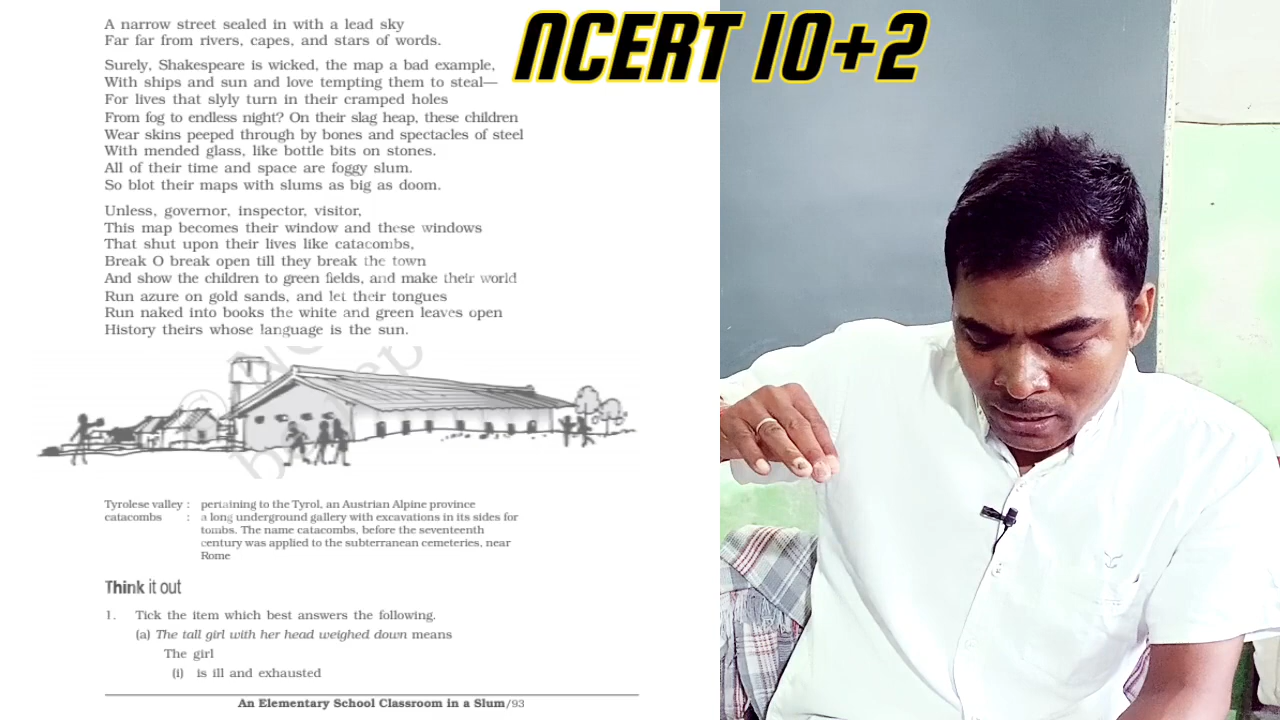 A narrow street sealed in with a lead sky
Far far from rivers, capes, and stars of words.
Surely, Shakespeare is wicked, the map a bad example,
With ships and sun and love tempting them to steal—
For lives that slyly turn in their cramped holes
From fog to endless night? On their slag heap, these children
Wear skins peeped through by bones and spectacles of steel
With mended glass, like bottle bits on stones.
All of their time and space are foggy slum.
So blot their maps with slums as big as doom.
Unless, governor, inspector, visitor,
This map becomes their window and these windows
That shut upon their lives like catacombs,
Break O break open till they break the town
And show the children to green fields, and make their world
Run azure on gold sands, and let their tongues
Run naked into books the white and green leaves open
History theirs whose language is the sun.
Tyrolese valley : pertaining to the Tyrol, an Austrian Alpine province
catacombs : a long underground gallery with excavations in its sides for
tombs. The name catacombs, before the seventeenth
century was applied to the subterranean cemeteries, near
Rome
Think it out
1. Tick the item which best answers the following.
(a) The tall girl with her head weighed down means
The girl
(i) is ill and exhausted
An Elementary School Classroom in a Slum/93
NCERT 10+2